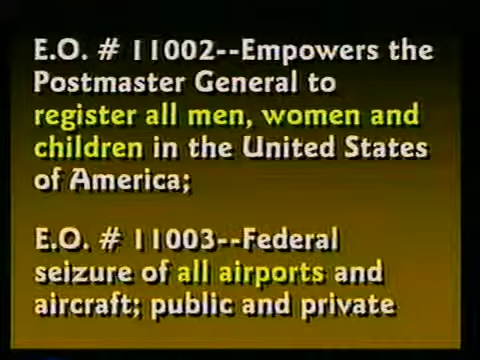 E.O. # 11002--Empowers the
Postmaster General to
register all men, women and
children in the United States
of America;
E.O. # 11003--Federal
seizure of all airports and
aircraft; public and private